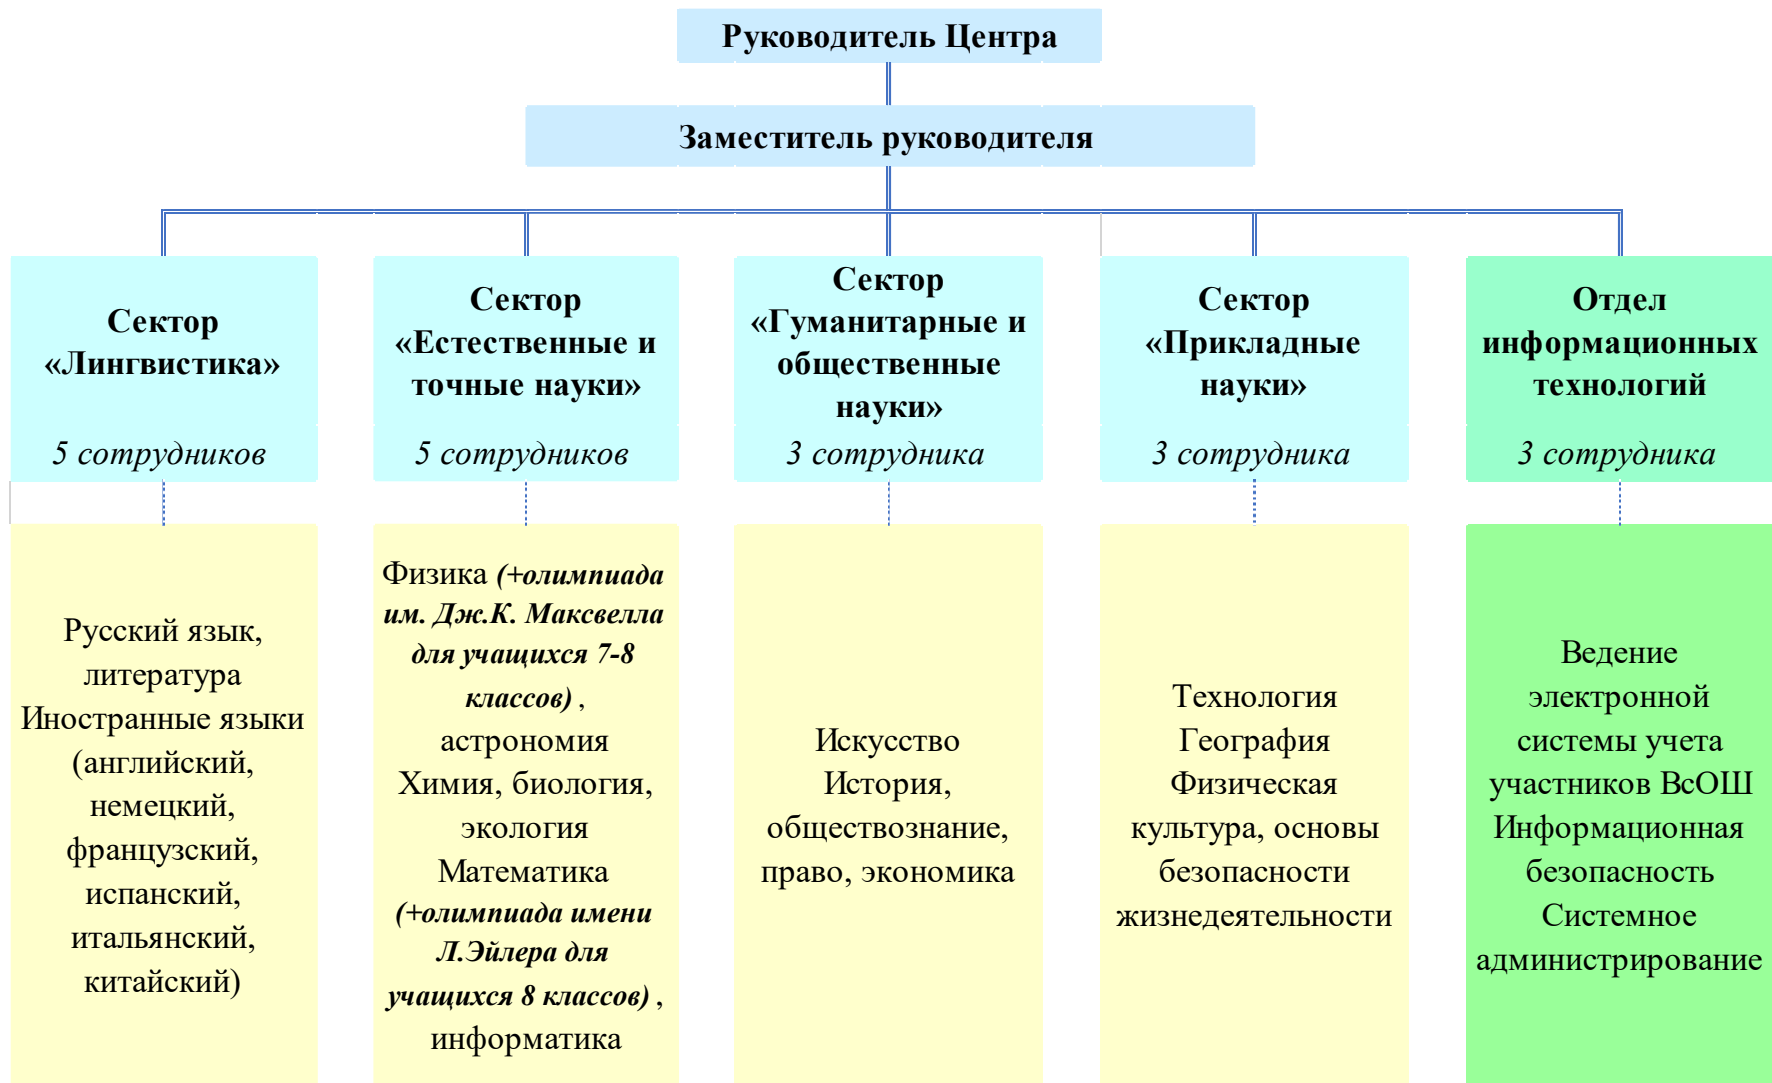 Руководитель Центра
Заместитель руководителя
Сектор
«Лингвистика»
5 сотрудников
Сектор
«Естественные и
точные науки»
5 сотрудников
Сектор
«Гуманитарные и
общественные
науки»
3 сотрудника
Сектор
«Прикладные
науки»
3 сотрудника
Отдел
информационных
технологий
3 сотрудника
Русский язык,
литература
Иностранные языки
(английский,
немецкий,
французский,
испанский,
итальянский,
китайский)
Физика (+олимпиада
им. Дж.К. Максвелла
для учащихся 7-8
классов) ,
астрономия
Химия, биология,
экология
Математика
(+олимпиада имени
Л.Эйлера для
учащихся 8 классов) ,
информатика
Искусство
История,
обществознание,
право, экономика
Технология
География
Физическая
культура, основы
безопасности
жизнедеятельности
Ведение
электронной
системы учета
участников ВсОШ
Информационная
безопасность
Системное
администрирование